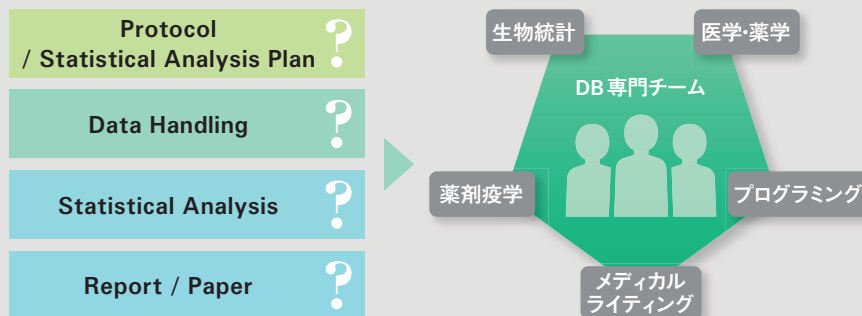 Protocol
/ Statistical Analysis Plan
?
Data Handling
?
Statistical Analysis
?
Report / Paper
?
生物統計
医学・薬学
DB専門チーム
薬剤疫学
プログラミング
メディカル
ライティング